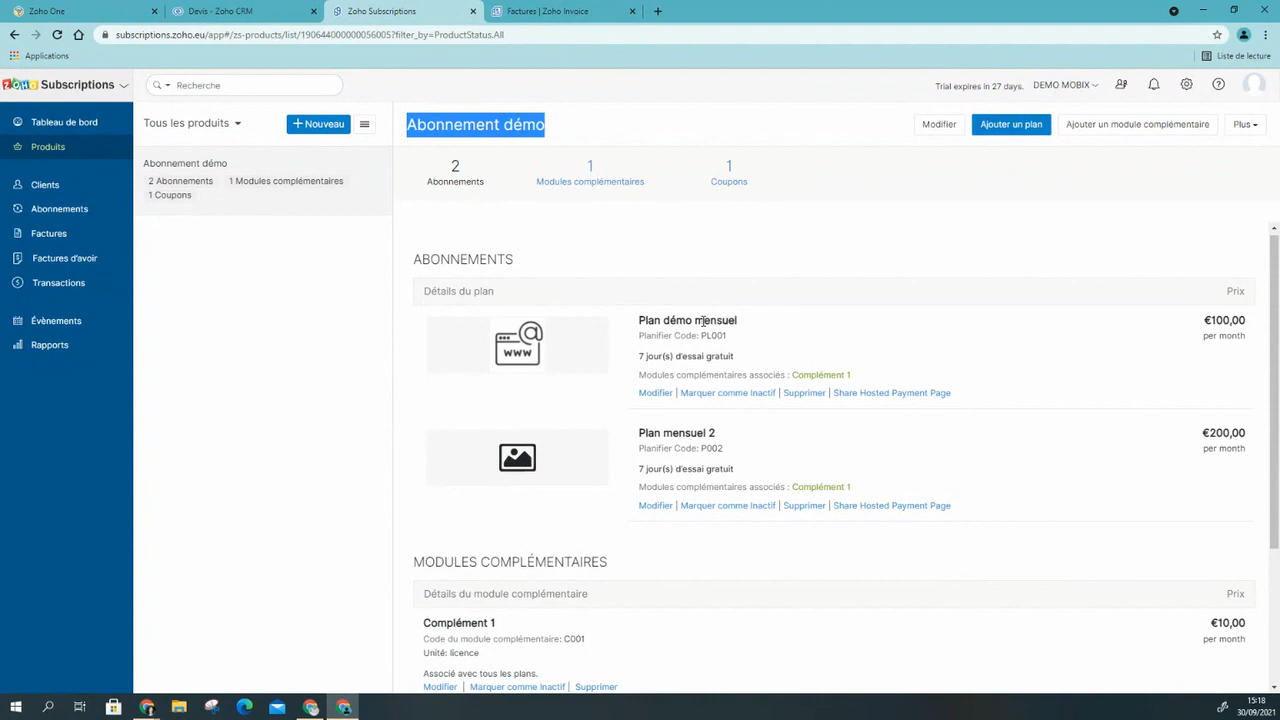 Zoho One
Devis - Zoho CRM
Zoho Subscriptions
Factures | Zoho Invoice
subscriptions.zoho.eu/app#/zs-products/list/190644000000056005?filter_by=ProductStatus.All
Applications
Liste de lecture
ZOHO Subscriptions
Recherche
Trial expires in 27 days.
DEMO MOBIX
Tableau de bord
Produits
Clients
Abonnements
Factures
Factures d'avoir
Transactions
Évènements
Rapports
Tous les produits
+ Nouveau
Abonnement démo
2 Abonnements 1 Modules complémentaires
1 Coupons
Abonnement démo
Modifier
Ajouter un plan
Ajouter un module complémentaire
Plus
2
Abonnements
1
Modules complémentaires
1
Coupons
ABONNEMENTS
Détails du plan
Prix
WWW
Plan démo mensuel
€100,00
Planifier Code: PL001
per month
7 jour(s) d'essai gratuit
Modules complémentaires associés : Complément 1
Modifier | Marquer comme Inactif | Supprimer | Share Hosted Payment Page
Plan mensuel 2
€200,00
Planifier Code: P002
per month
7 jour(s) d'essai gratuit
Modules complémentaires associés : Complément 1
Modifier | Marquer comme Inactif | Supprimer | Share Hosted Payment Page
MODULES COMPLÉMENTAIRES
Détails du module complémentaire
Prix
Complément 1
€10,00
Code du module complémentaire: C001
per month
Unité: licence
Associé avec tous les plans.
Modifier | Marquer comme Inactif | Supprimer
15:18
30/09/2021